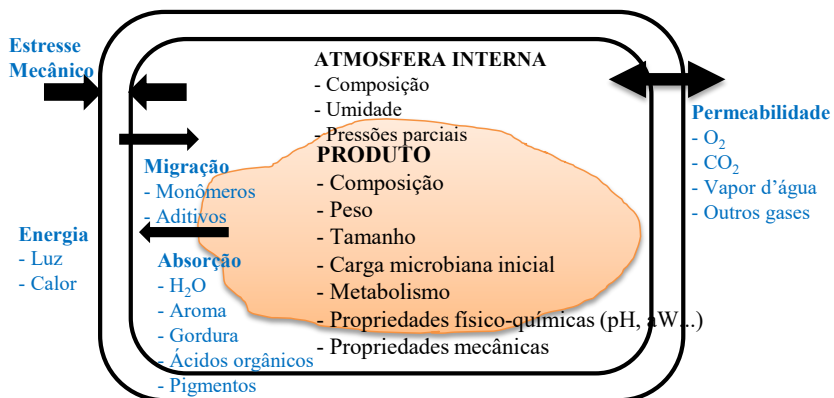 Estresse
Mecânico
ATMOSFERA INTERNA
- Composição
- Umidade
- Pressões parciais
PRODUTO
- Composição
- Peso
- Tamanho
- Carga microbiana inicial
- Metabolismo
- Propriedades físico-químicas (pH, aW...)
- Propriedades mecânicas
Migração
- Monômeros
- Aditivos
Absorção
- H₂O
- Aroma
- Gordura
- Ácidos orgânicos
- Pigmentos
Energia
- Luz
- Calor
Permeabilidade
- O₂
- CO₂
- Vapor d’água
- Outros gases